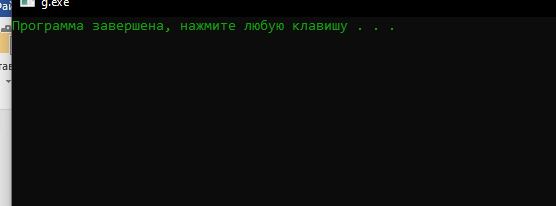 g.exe
Программа завершена, нажмите любую клавишу . . .